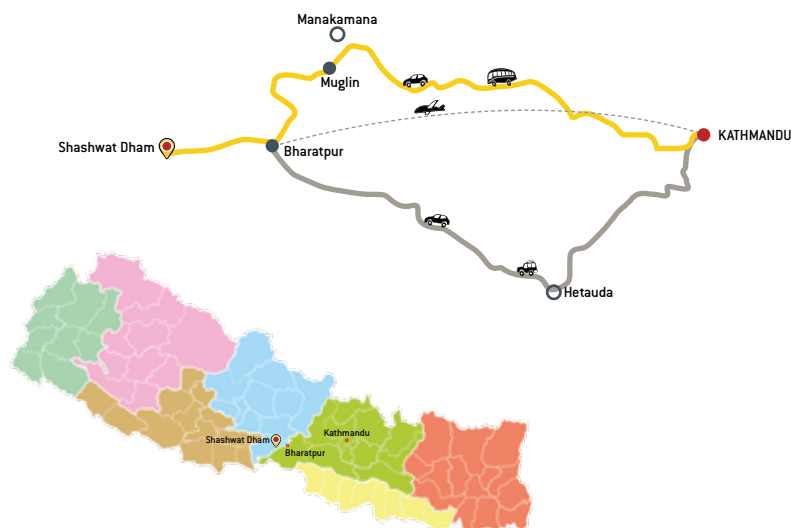 Manakamana
Muglin
Shashwat Dham
Bharatpur
KATHMANDU
Hetauda
Kathmandu
Shashwat Dham
Bharatpur